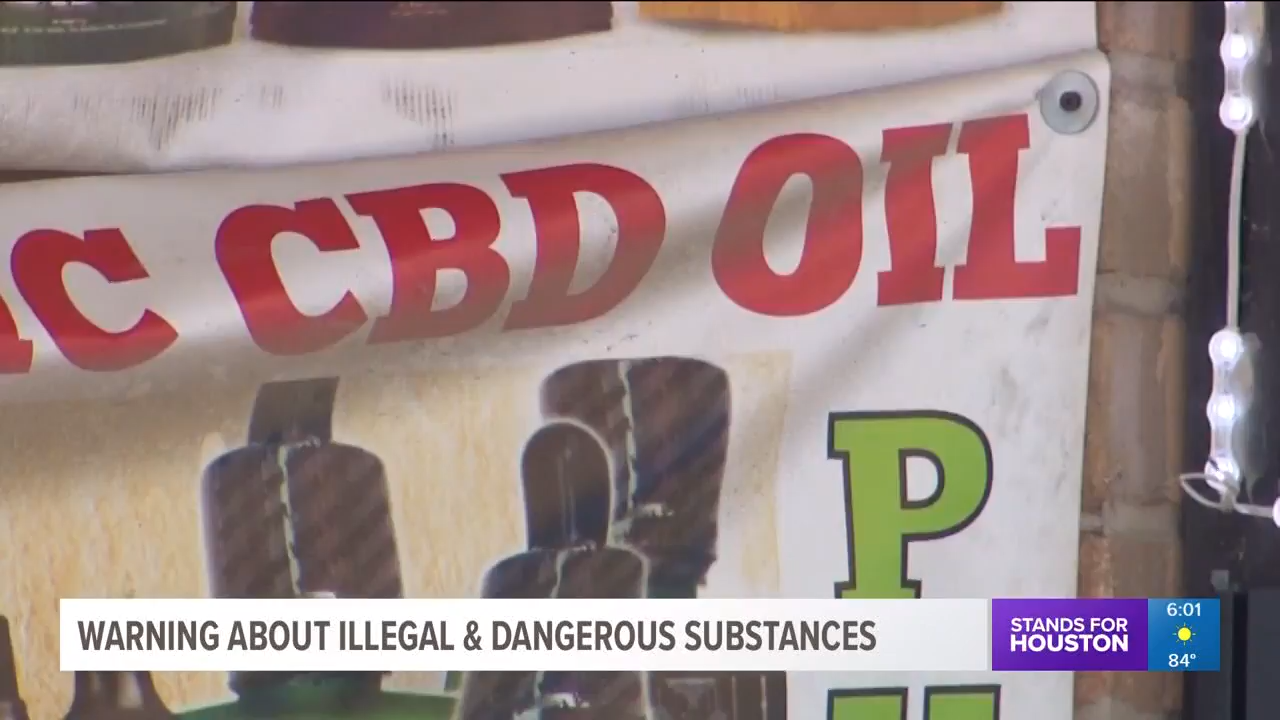 CBD OIL
P
WARNING ABOUT ILLEGAL & DANGEROUS SUBSTANCES
STANDS FOR
HOUSTON
6:01
84°